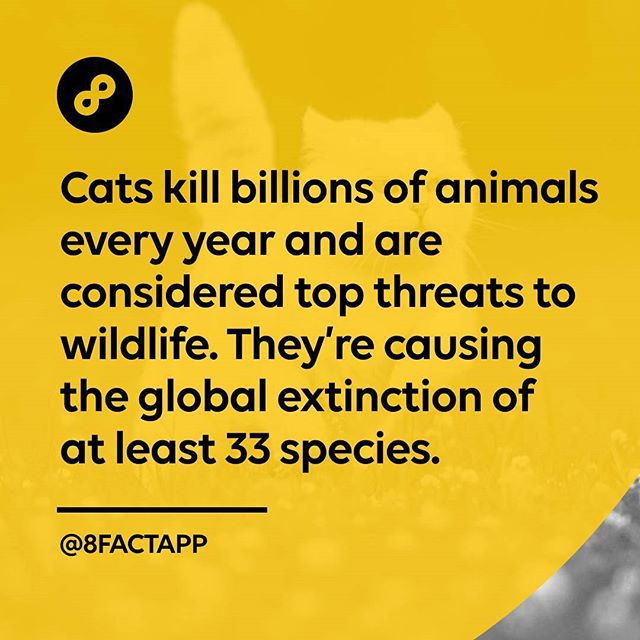 Cats kill billions of animals
every year and are
considered top threats to
wildlife. They're causing
the global extinction of
at least 33 species.
@8FACTAPP